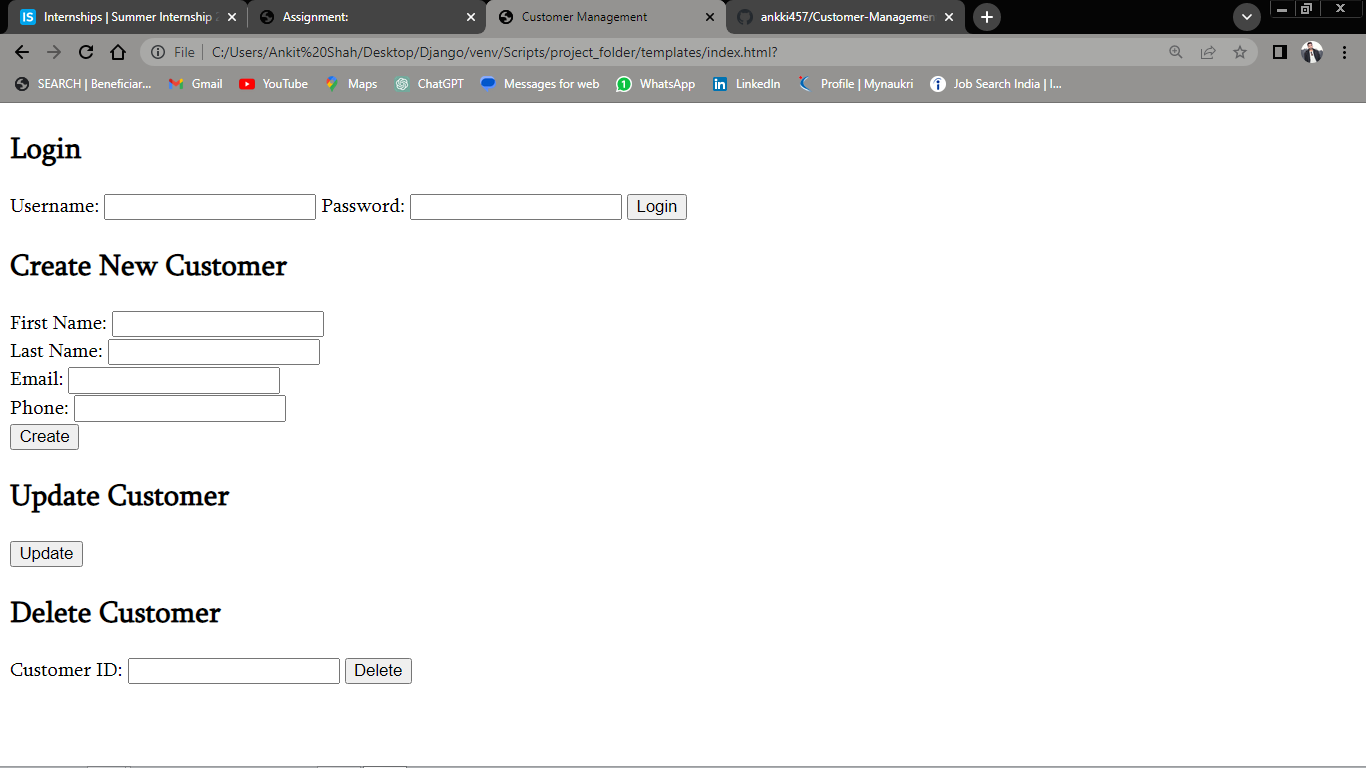 Internships | Summer Internship
Assignment:
Customer Management
ankki457/Customer-Managemen
File
C:/Users/Ankit%20Shah/Desktop/Django/venv/Scripts/project_folder/templates/index.html?
SEARCH | Beneficiar...
Gmail
YouTube
Maps
ChatGPT
Messages for web
WhatsApp
LinkedIn
Profile | Mynaukri
Job Search India | I...
Login
Username: Password: Login
Create New Customer
First Name:
Last Name:
Email:
Phone:
Create
Update Customer
Update
Delete Customer
Customer ID: Delete